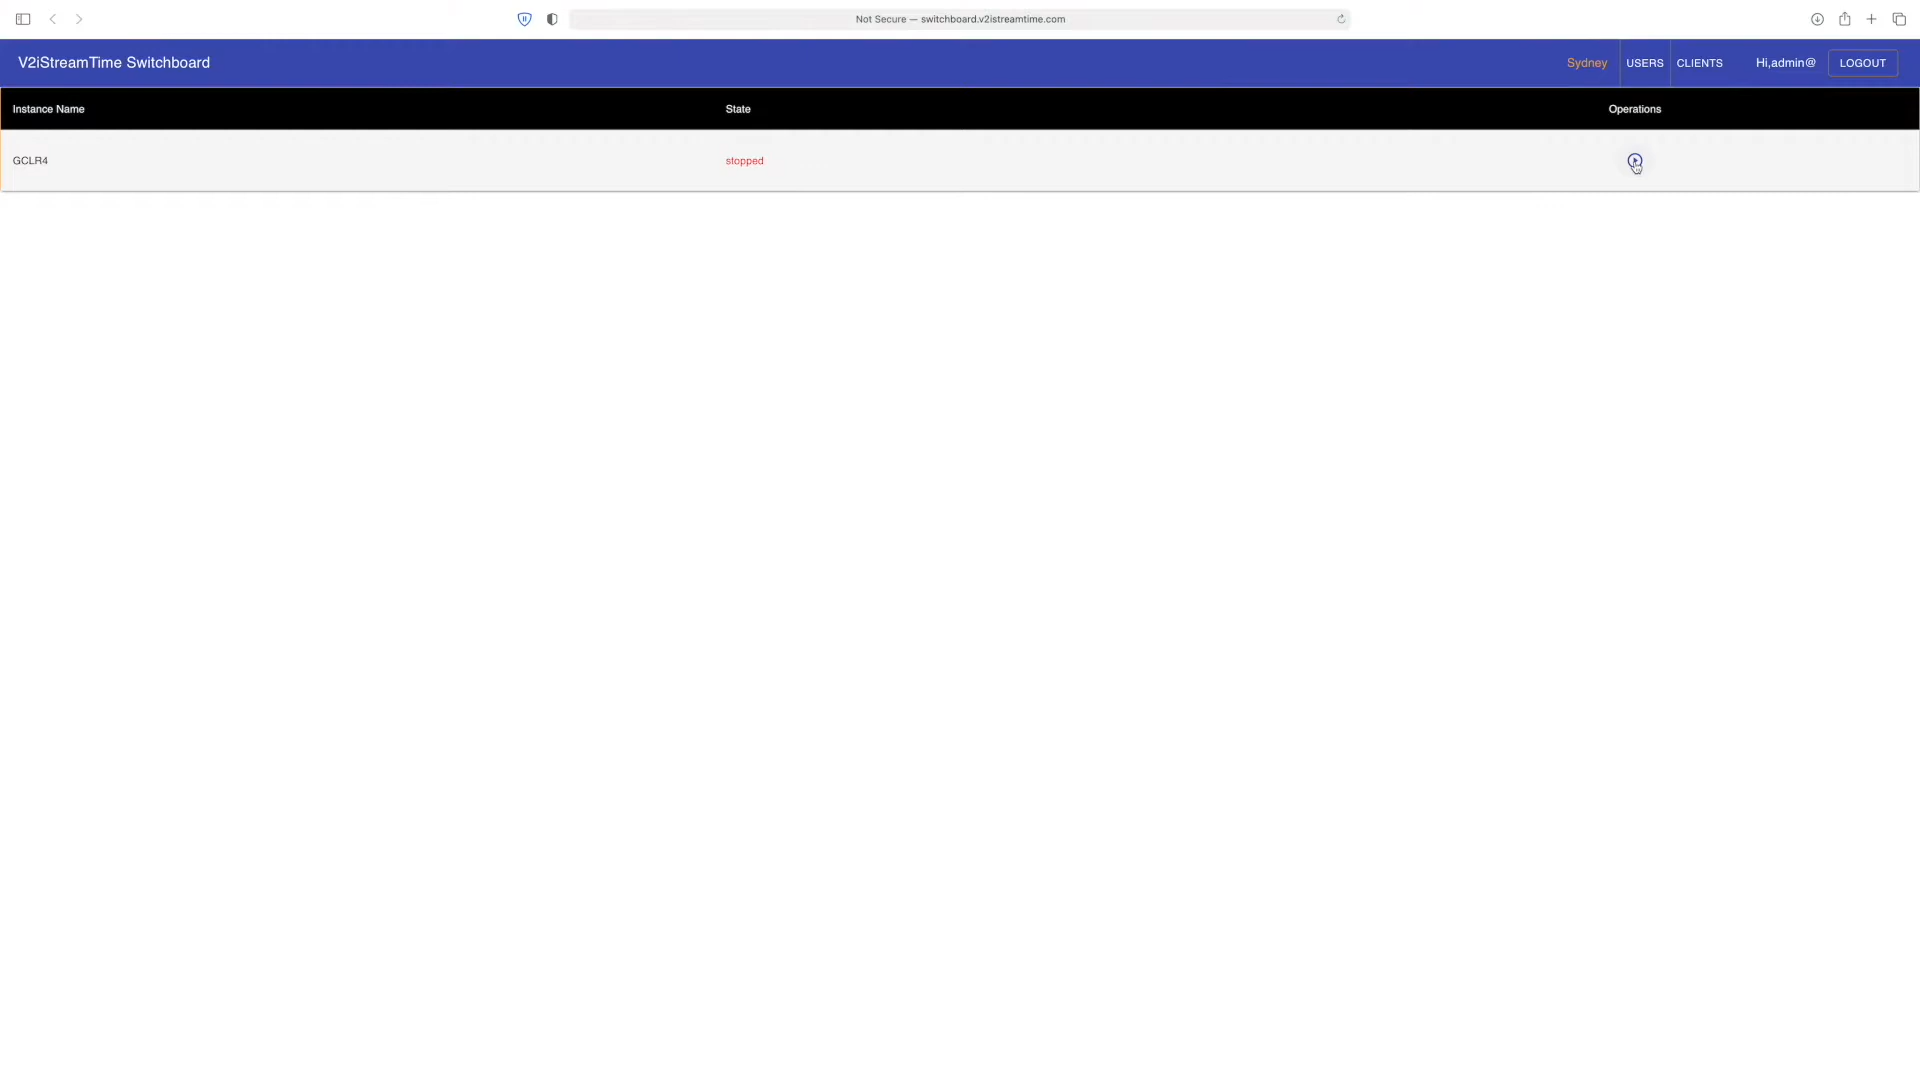 Not Secure — switchboard.v2istreamtime.com
V2iStreamTime Switchboard
Sydney USERS CLIENTS Hi,admin@ LOGOUT
Instance Name State Operations
GCLR4 stopped